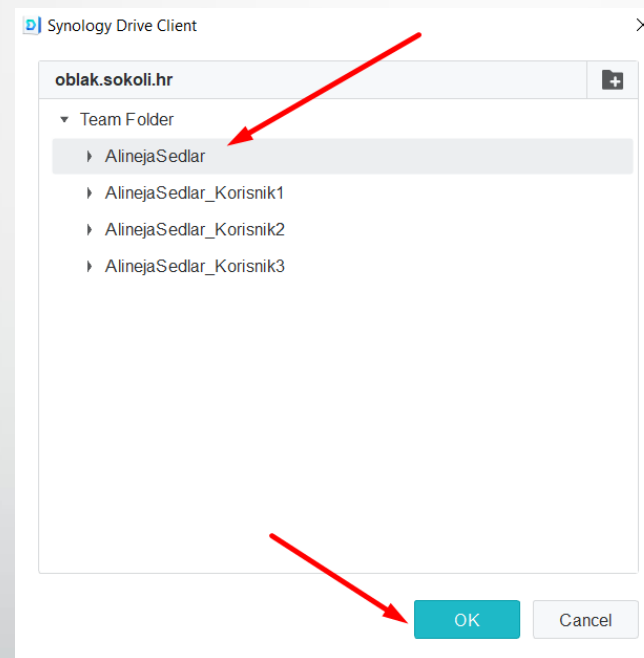 Synology Drive Client
oblak.sokoli.hr
Team Folder
AlinejaSedlar
AlinejaSedlar_Korisnik1
AlinejaSedlar_Korisnik2
AlinejaSedlar_Korisnik3
OK Cancel